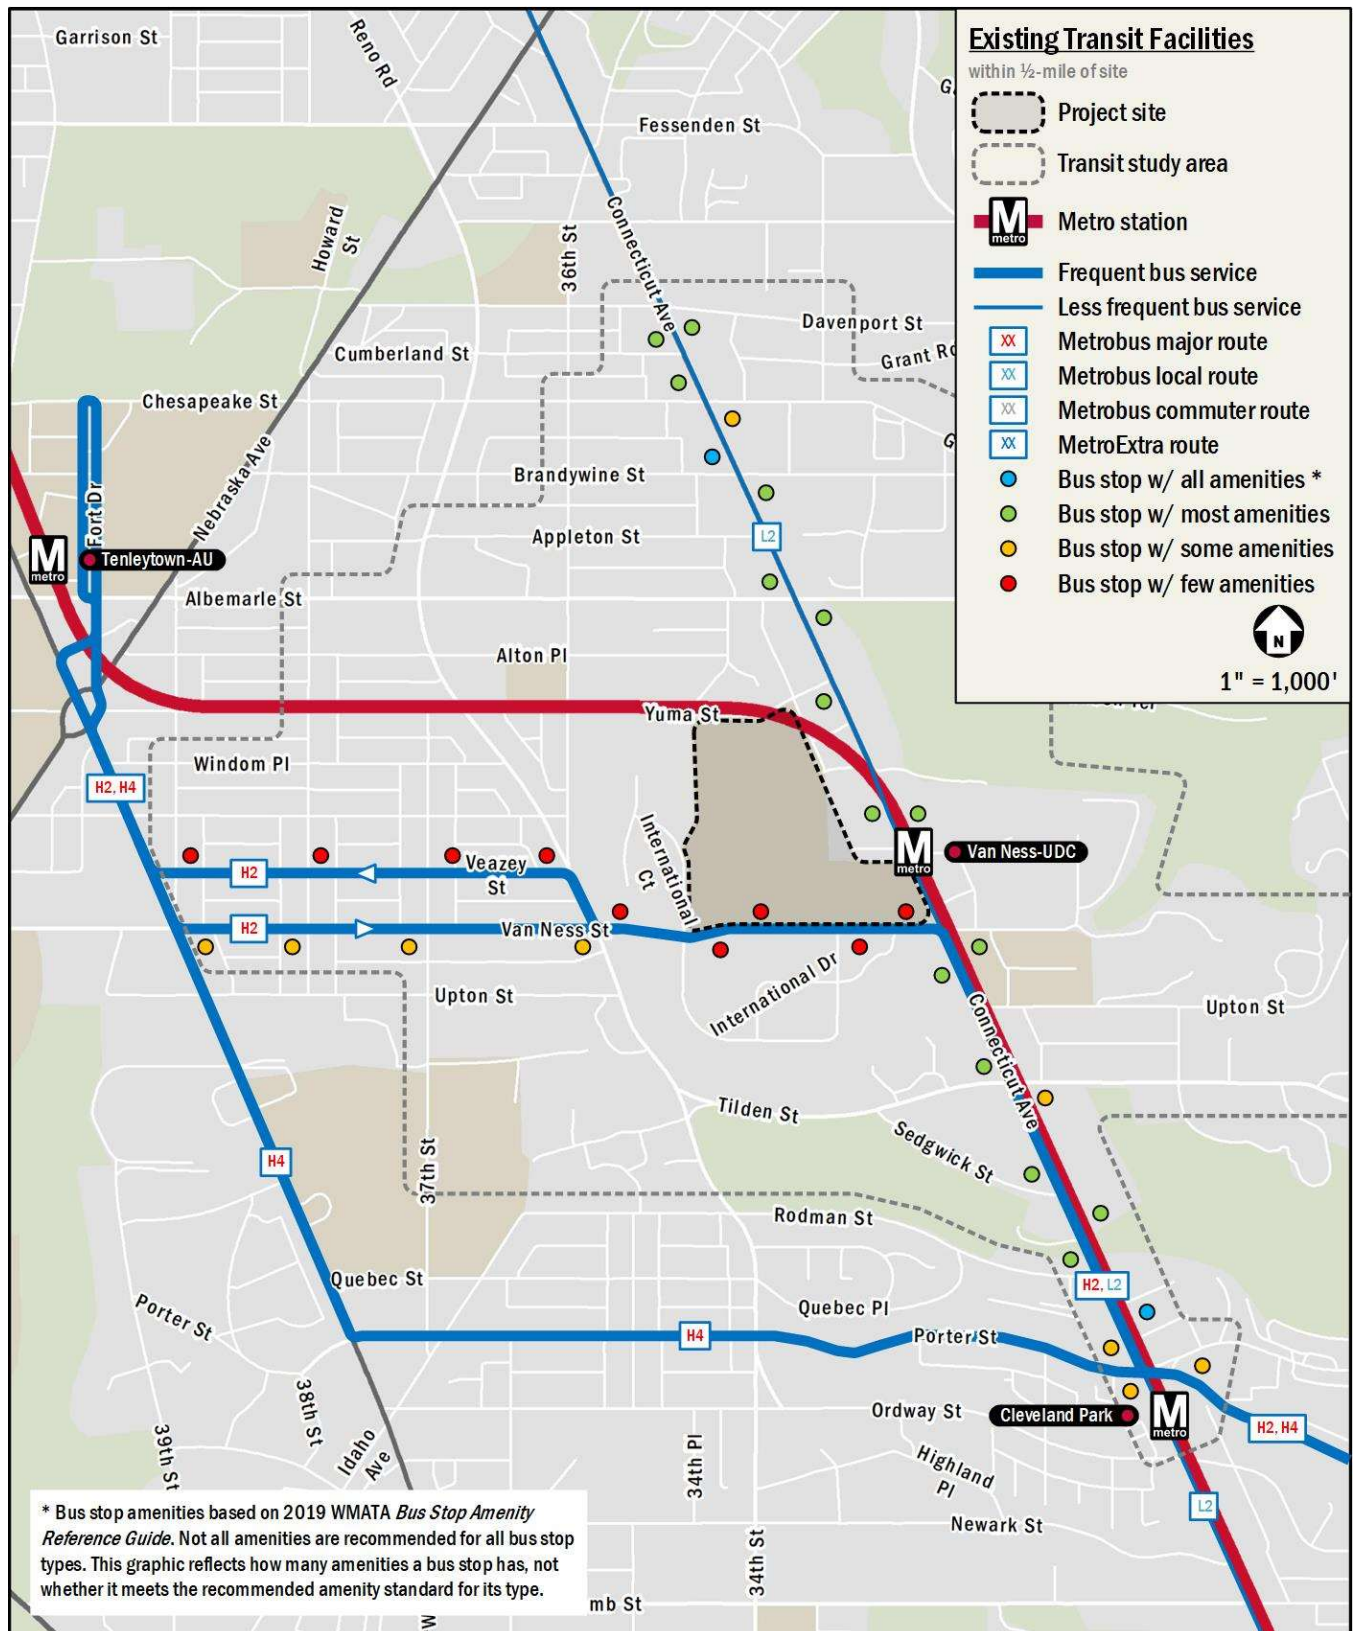 Garrison St
Reno Rd
Existing Transit Facilities
within ½-mile of site
Project site
Transit study area
M
metro
Metro station
Frequent bus service
Less frequent bus service
XX
Metrobus major route
XX
Metrobus local route
XX
Metrobus commuter route
XX
MetroExtra route
Bus stop w/ all amenities *
Bus stop w/ most amenities
Bus stop w/ some amenities
Bus stop w/ few amenities
N
1" = 1,000'
Fessenden St
Howard
St
36th St
Connecticut Ave
Davenport St
Grant Rd
Cumberland St
Chesapeake St
Nebraska Ave
Fort Dr
Brandywine St
Appleton St
L2
M
metro
Tenleytown-AU
Albemarle St
Alton Pl
Yuma St
Windom Pl
H2, H4
International
Ct
M
metro
Van Ness-UDC
H2
Veazey
St
H2
Van Ness St
International Dr
Upton St
Upton St
Connecticut Ave
Tilden St
Sedgwick St
H4
37th St
Rodman St
Quebec St
H2, L2
Quebec Pl
Porter St
H4
Porter St
38th St
39th St
Idaho
Ave
34th Pl
Ordway St
Cleveland Park
M
metro
H2, H4
Highland
Pl
L2
Newark St
34th St
mb St
W
* Bus stop amenities based on 2019 WMATA Bus Stop Amenity
Reference Guide. Not all amenities are recommended for all bus stop
types. This graphic reflects how many amenities a bus stop has, not
whether it meets the recommended amenity standard for its type.